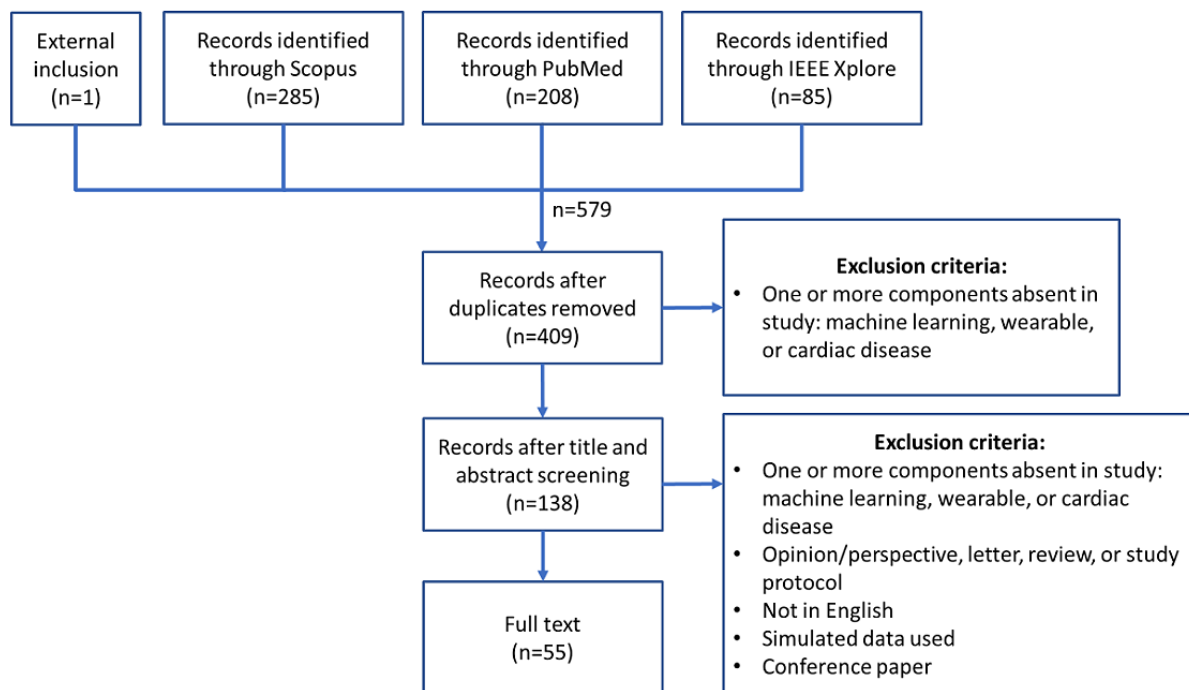 External
inclusion
(n=1)
Records identified
through Scopus
(n=285)
Records identified
through PubMed
(n=208)
Records identified
through IEEE Xplore
(n=85)
n=579
Records after
duplicates removed
(n=409)
Exclusion criteria:
• One or more components absent in
study: machine learning, wearable,
or cardiac disease
Records after title and
abstract screening
(n=138)
Exclusion criteria:
• One or more components absent in study:
machine learning, wearable, or cardiac
disease
• Opinion/perspective, letter, review, or study
protocol
• Not in English
• Simulated data used
• Conference paper
Full text
(n=55)